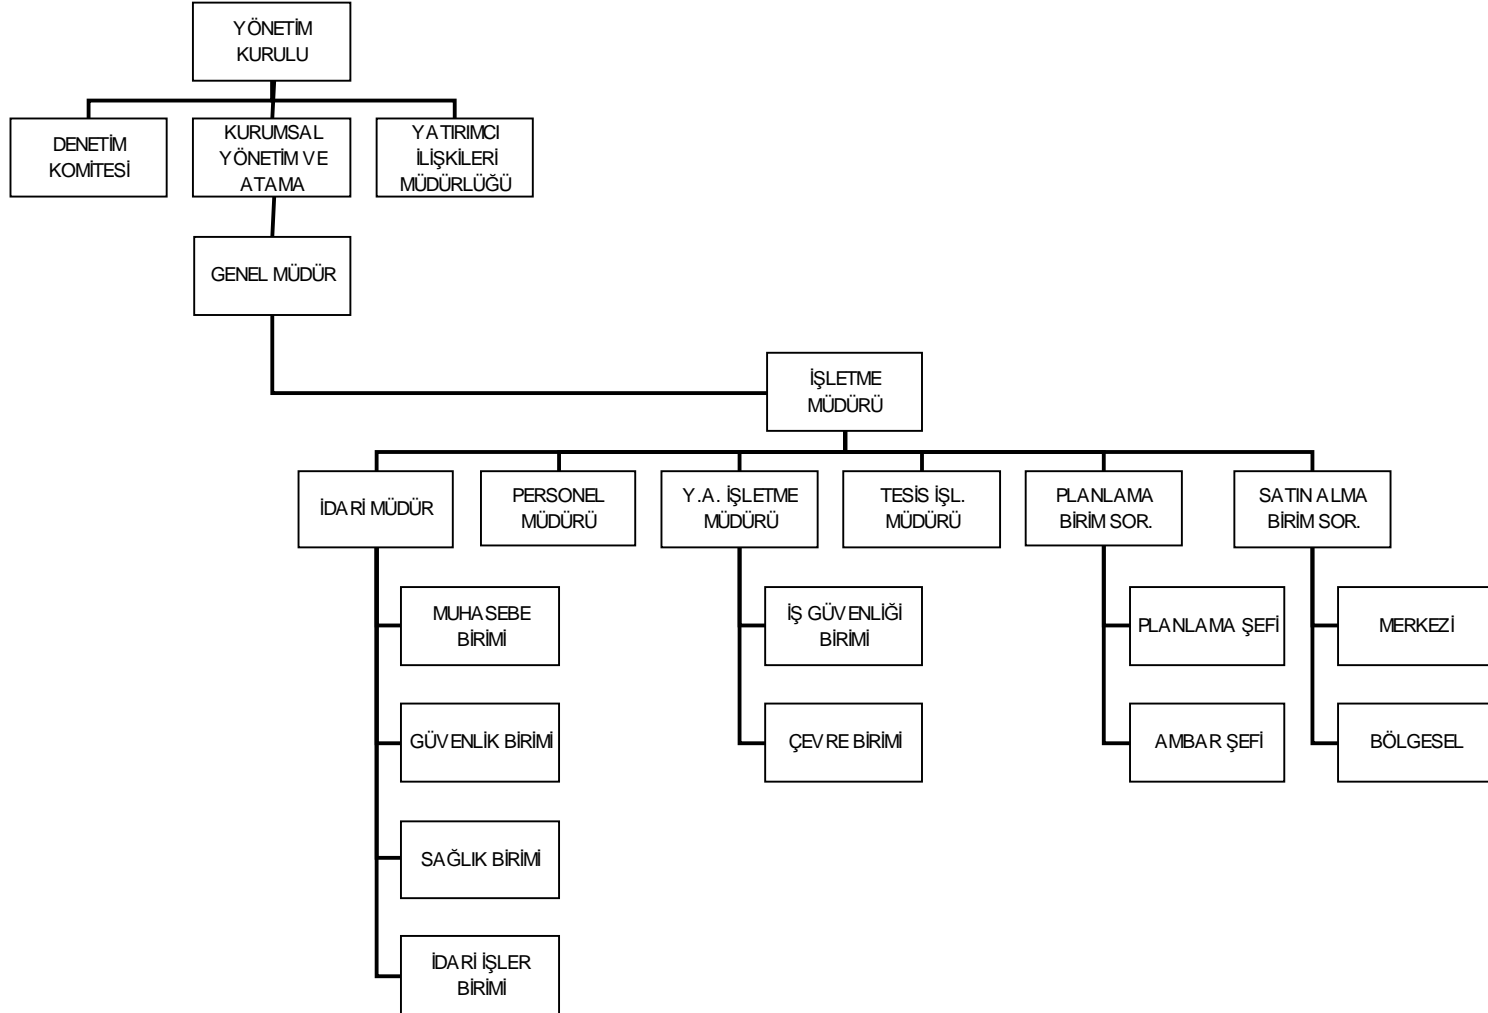 YÖNETİM
KURULU
DENETİM
KOMİTESİ
KURUMSAL
YÖNETİM VE
ATAMA
YATIRIMCI
İLİŞKİLERİ
MÜDÜRLÜĞÜ
GENEL MÜDÜR
İŞLETME
MÜDÜRÜ
İDARİ MÜDÜR
PERSONEL
MÜDÜRÜ
Y.A. İŞLETME
MÜDÜRÜ
TESİS İŞL.
MÜDÜRÜ
PLANLAMA
BİRİM SOR.
SATIN ALMA
BİRİM SOR.
MUHASEBE
BİRİMİ
İŞ GÜVENLİĞİ
BİRİMİ
PLANLAMA ŞEFİ
MERKEZİ
GÜVENLİK BİRİMİ
ÇEVRE BİRİMİ
AMBAR ŞEFİ
BÖLGESEL
SAĞLIK BİRİMİ
İDARİ İŞLER
BİRİMİ